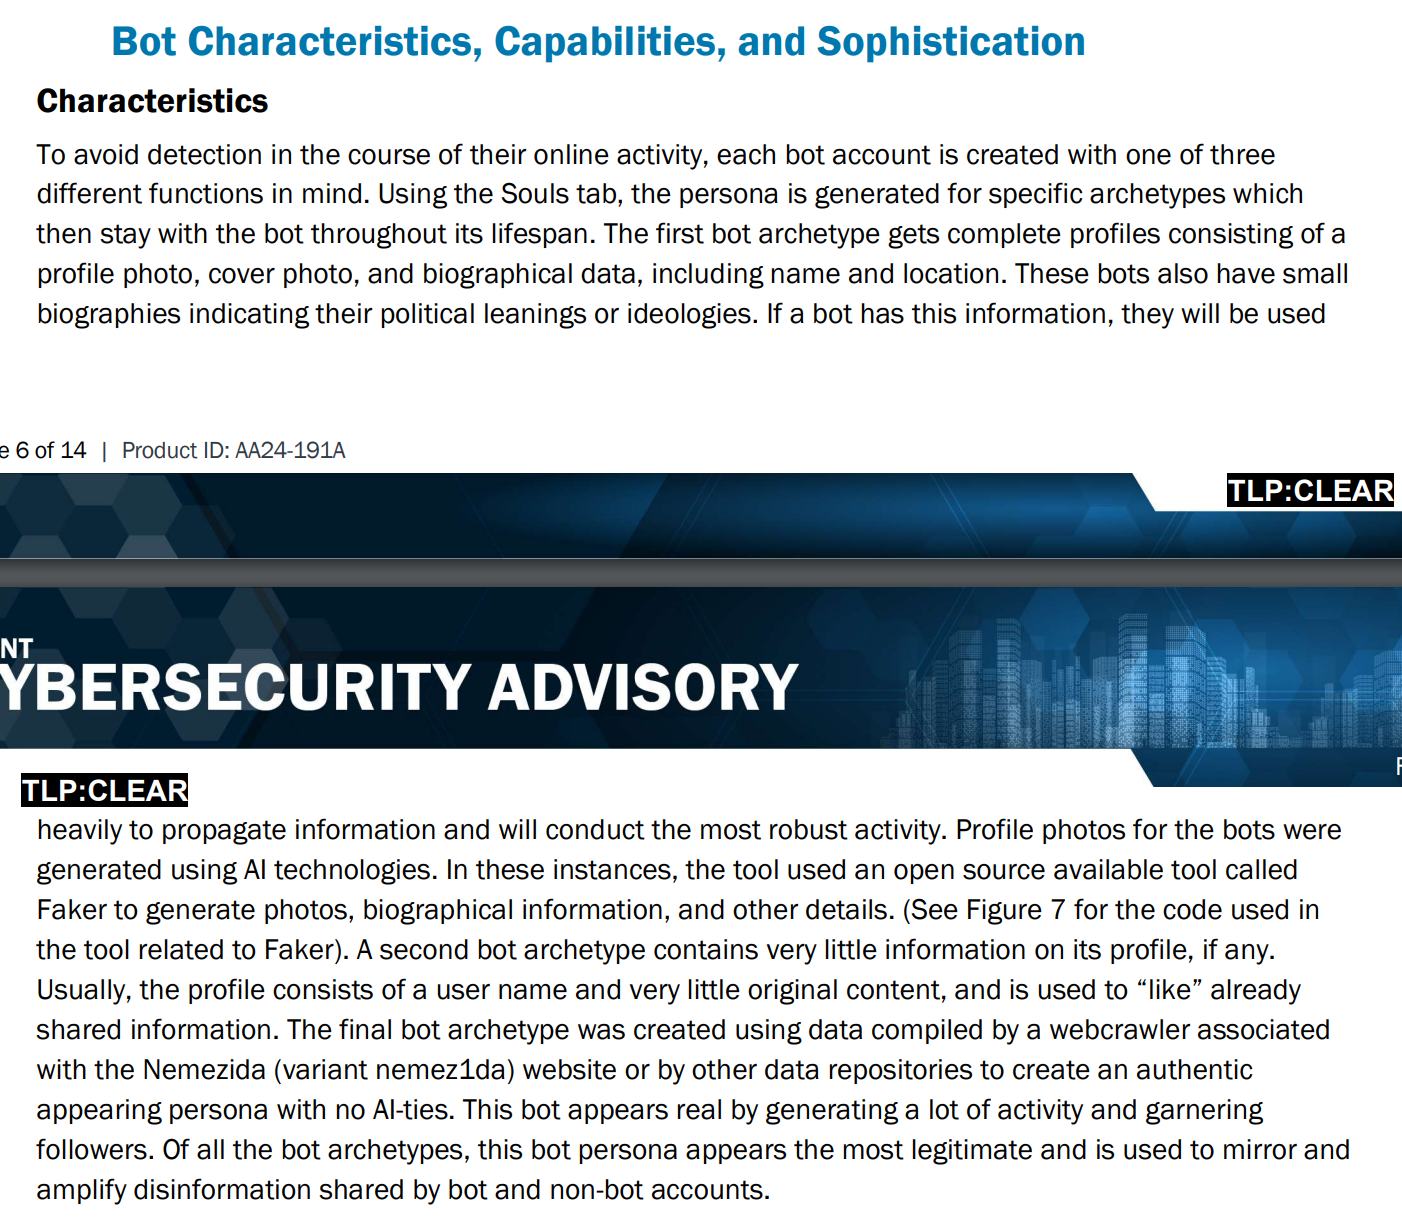 Bot Characteristics, Capabilities, and Sophistication
Characteristics
To avoid detection in the course of their online activity, each bot account is created with one of three
different functions in mind. Using the Souls tab, the persona is generated for specific archetypes which
then stay with the bot throughout its lifespan. The first bot archetype gets complete profiles consisting of a
profile photo, cover photo, and biographical data, including name and location. These bots also have small
biographies indicating their political leanings or ideologies. If a bot has this information, they will be used
e 6 of 14 | Product ID: AA24-191A
TLP:CLEAR
NT
YBERSECURITY ADVISORY
TLP:CLEAR
heavily to propagate information and will conduct the most robust activity. Profile photos for the bots were
generated using AI technologies. In these instances, the tool used an open source available tool called
Faker to generate photos, biographical information, and other details. (See Figure 7 for the code used in
the tool related to Faker). A second bot archetype contains very little information on its profile, if any.
Usually, the profile consists of a user name and very little original content, and is used to “like” already
shared information. The final bot archetype was created using data compiled by a webcrawler associated
with the Nemezida (variant nemez1da) website or by other data repositories to create an authentic
appearing persona with no AI-ties. This bot appears real by generating a lot of activity and garnering
followers. Of all the bot archetypes, this bot persona appears the most legitimate and is used to mirror and
amplify disinformation shared by bot and non-bot accounts.